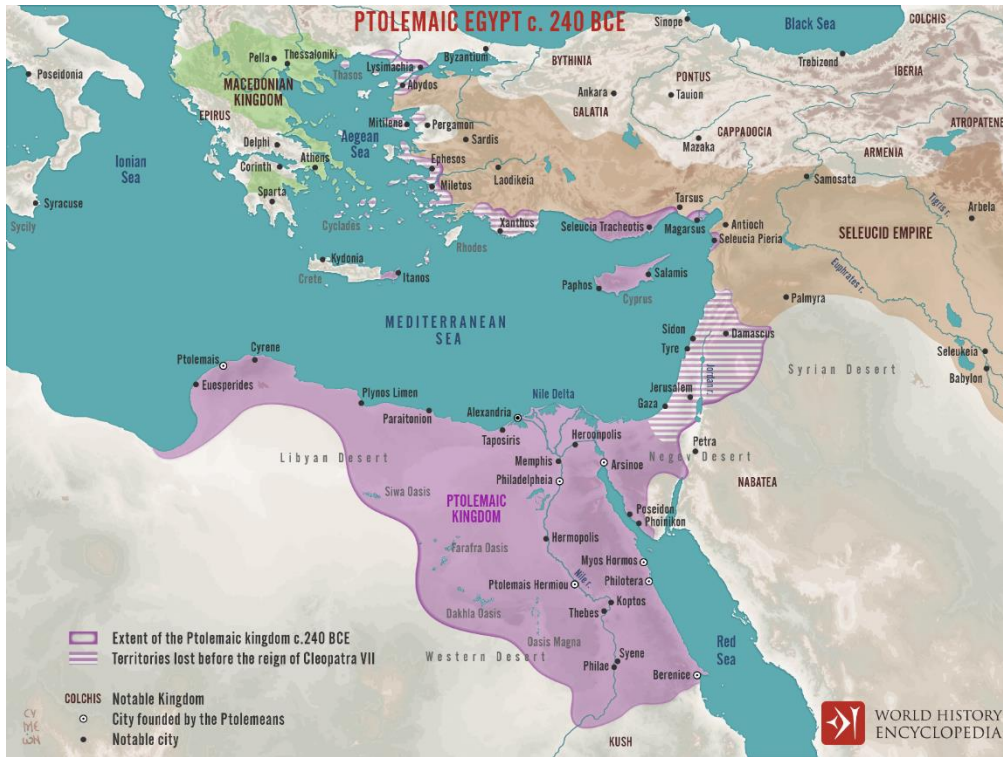 PTOLEMAIC EGYPT c. 240 BCE
Sinope
Black Sea
COLCHIS
Byzantium
BYTHINIA
Trebizond
IBERIA
Pella
Thessaloniki
Thasos
Lysimachia
Abydos
Poseidonia
MACEDONIAN
KINGDOM
PONTUS
Tauion
Ankara
GALATIA
ATROPATENE
EPIRUS
Aegean
Sea
Mitilene
Pergamon
Sardis
CAPPADOCIA
Mazaka
ARMENIA
Delphi
Ionian
Sea
Corinth
Athens
Ephesos
Laodikeia
Samosata
Miletos
Sparta
Tigris r.
Arbela
Syracuse
Sycily
Cyclades
Xanthos
Rhodos
Tarsus
Seleucia Tracheotis
Magarsus
Antioch
Seleucia Pieria
SELEUCID EMPIRE
Kydonia
Crete
Itanos
Salamis
Paphos
Cyprus
Euphrates r.
Palmyra
MEDITERRANEAN
SEA
Sidon
Tyre
Damascus
Cyrene
Ptolemais
Euesperides
Seleukeia
Babylon
Jordan r.
Syrian Desert
Plynos Limen
Paraitonion
Alexandria
Nile Delta
Jerusalem
Gaza
Taposiris
Heroonpolis
Petra
Negev Desert
Libyan Desert
Memphis
Arsinoe
Philadelpheia
NABATEA
Siwa Oasis
PTOLEMAIC
KINGDOM
Poseidon
Phoinikon
Hermopolis
Farafra Oasis
Myos Hormos
Nile r.
Ptolemais Hermiou
Philotera
Dakhla Oasis
Koptos
Thebes
Oasis Magna
Western Desert
Red
Sea
Syene
Philae
Berenice
KUSH
Extent of the Ptolemaic kingdom c.240 BCE
Territories lost before the reign of Cleopatra VII
COLCHIS Notable Kingdom
City founded by the Ptolemeans
Notable city
CY
ME
WN
WORLD HISTORY
ENCYCLOPEDIA